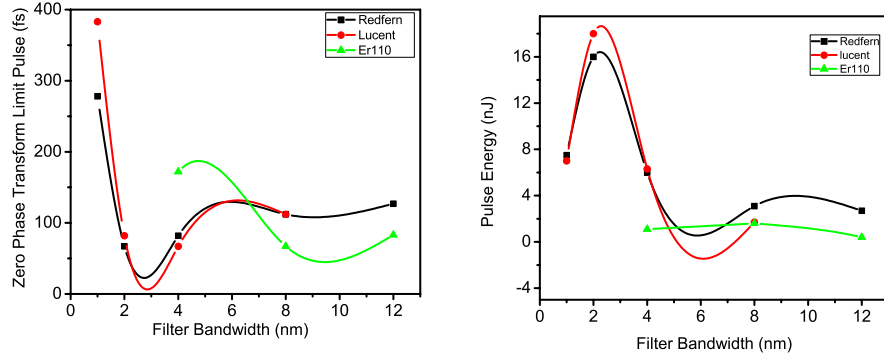 Zero Phase Transform Limit Pulse (fs)
400
300
200
100
0
0 2 4 6 8 10 12
Filter Bandwidth (nm)
Redfern
Lucent
Er110
Pulse Energy (nJ)
16
12
8
4
0
-4
0 2 4 6 8 10 12
Filter Bandwidth (nm)
Redfern
lucent
Er110